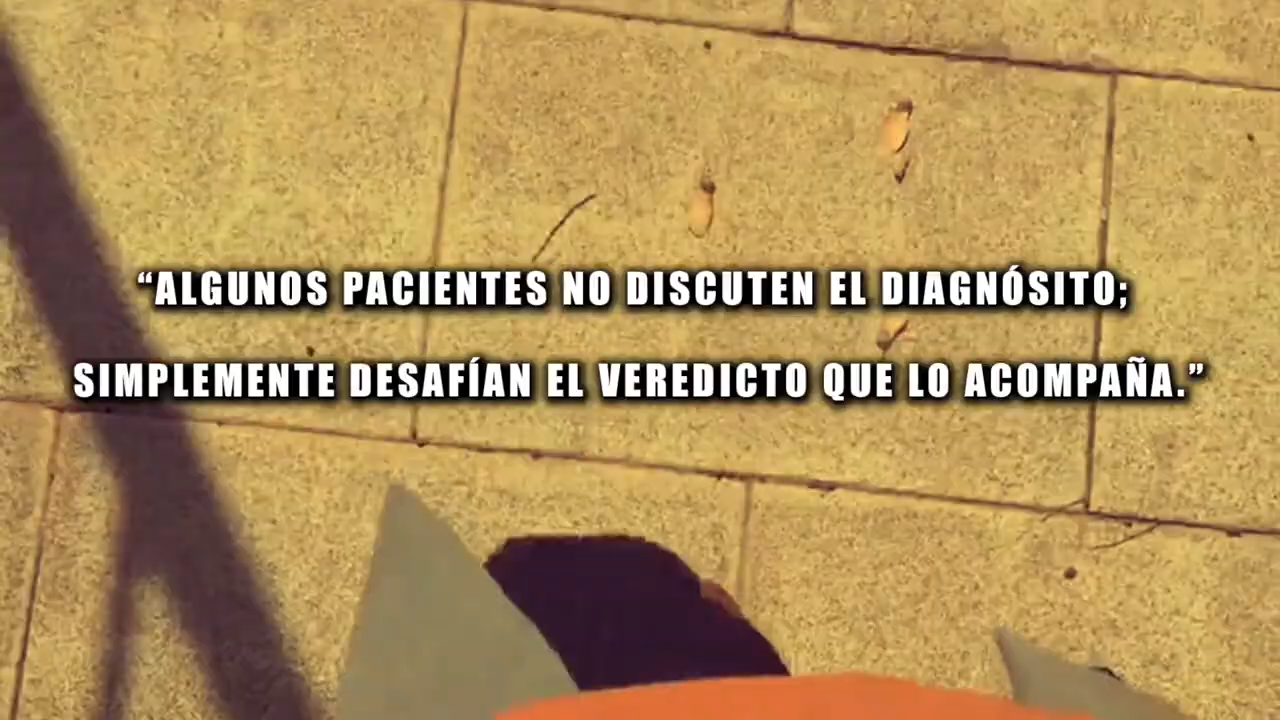 “ALGUNOS PACIENTES NO DISCUTEN EL DIAGNÓSITO;
SIMPLEMENTE DESAFÍAN EL VEREDICTO QUE LO ACOMPAÑA.”